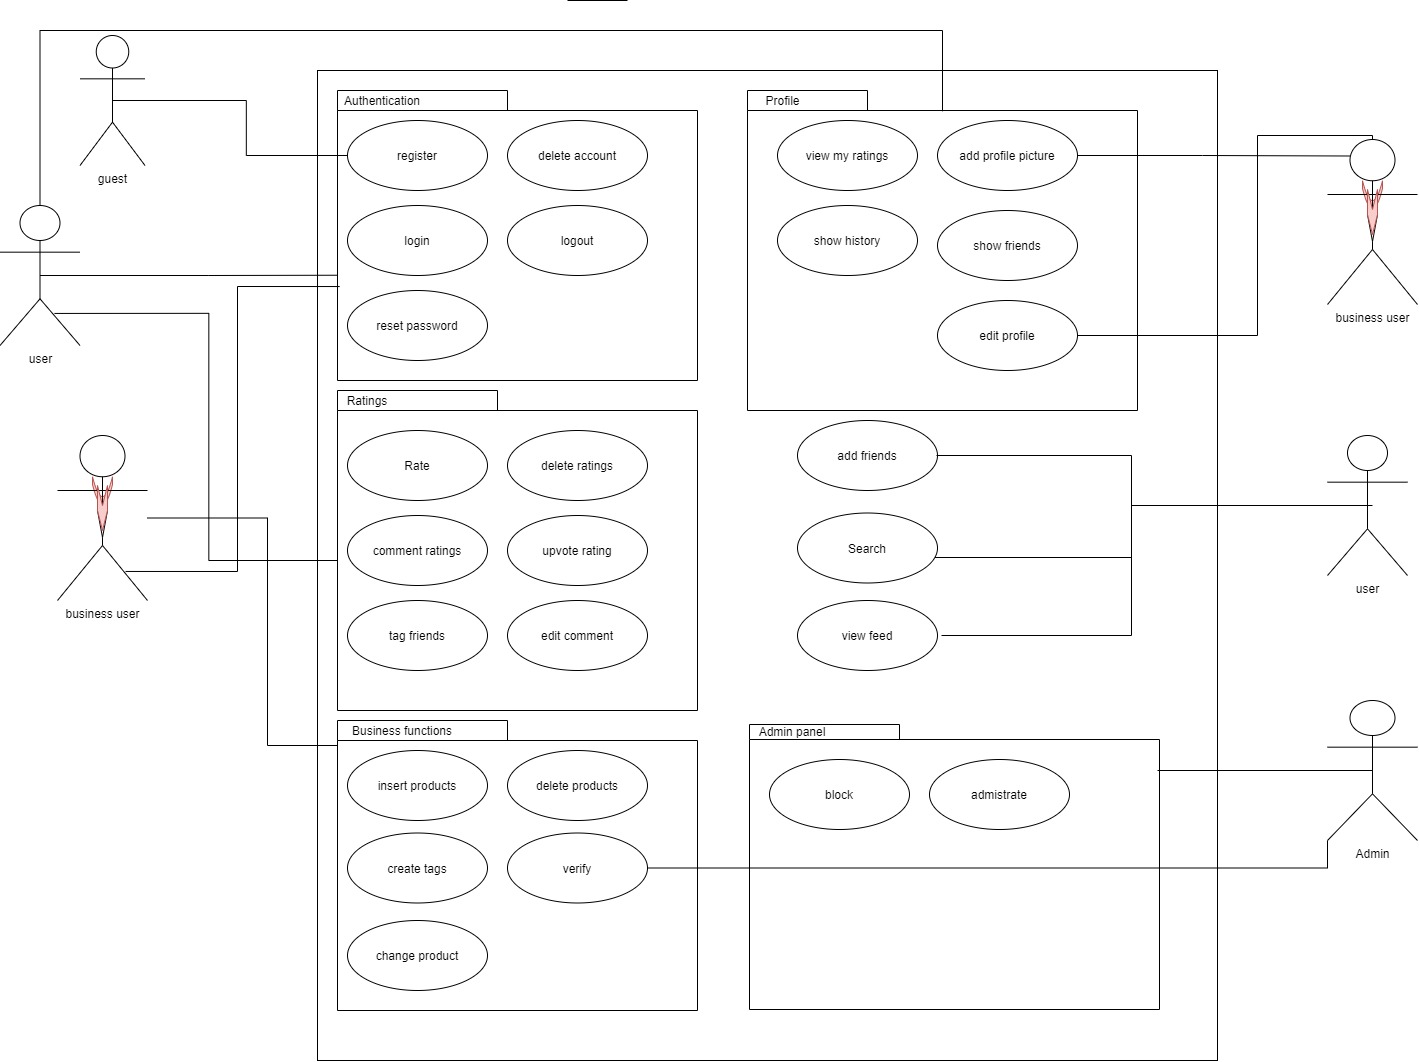 guest
user
business user
Authentication
register
delete account
login
logout
reset password
Ratings
Rate
delete ratings
comment ratings
upvote rating
tag friends
edit comment
Business functions
insert products
delete products
create tags
verify
change product
Profile
view my ratings
add profile picture
show history
show friends
edit profile
add friends
Search
view feed
Admin panel
block
admistrate
business user
user
Admin